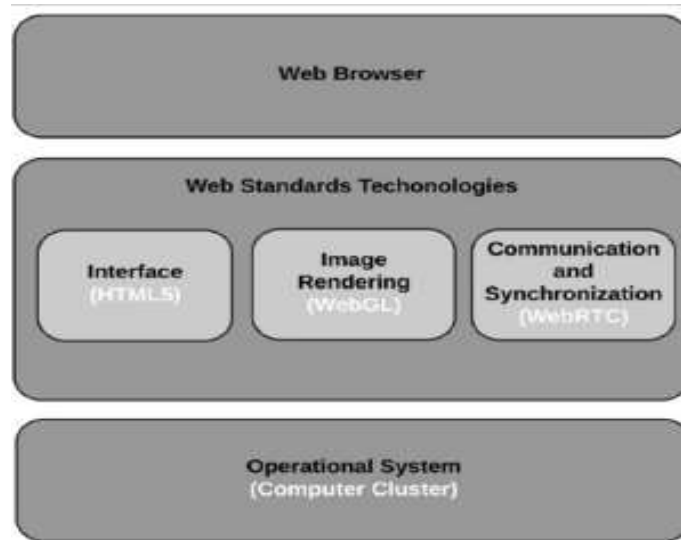 Web Browser
Web Standards Techonologies
Interface
(HTML5)
Image
Rendering
(WebGL)
Communication
and
Synchronization
(WebRTC)
Operational System
(Computer Cluster)